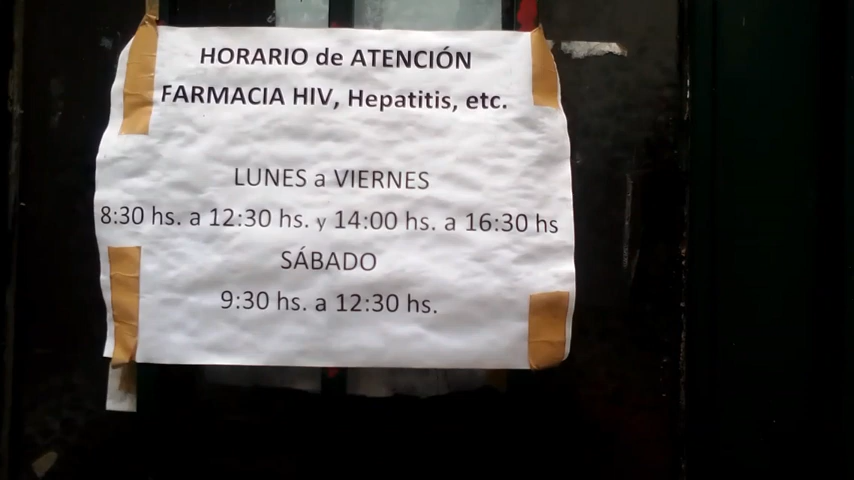 HORARIO de ATENCIÓN
FARMACIA HIV, Hepatitis, etc.
LUNES a VIERNES
8:30 hs. a 12:30 hs. y 14:00 hs. a 16:30 hs
SÁBADO
9:30 hs. a 12:30 hs.